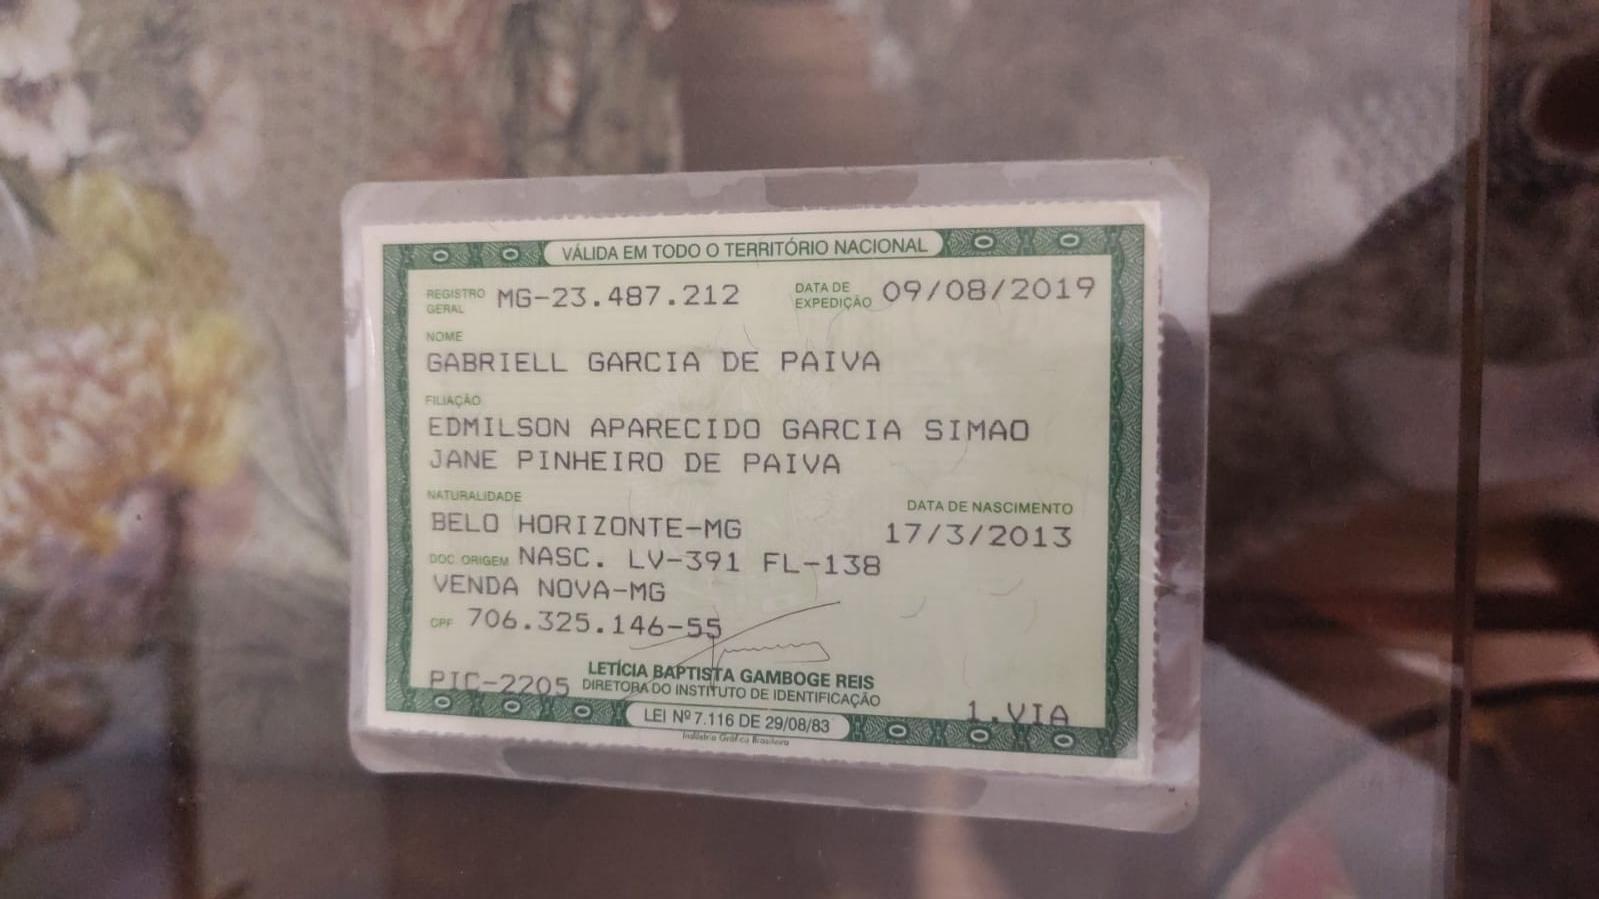 VÁLIDA EM TODO O TERRITÓRIO NACIONAL
REGISTRO GERAL MG-23.487.212 DATA DE EXPEDIÇÃO 09/08/2019
NOME
GABRIELL GARCIA DE PAIVA
FILIAÇÃO
EDMILSON APARECIDO GARCIA SIMAO
JANE PINHEIRO DE PAIVA
NATURALIDADE DATA DE NASCIMENTO
BELO HORIZONTE-MG 17/3/2013
DOC ORIGEM NASC. LV-391 FL-138
VENDA NOVA-MG
CPF 706.325.146-55
LETÍCIA BAPTISTA GAMBOGE REIS
PIC-2205 DIRETORA DO INSTITUTO DE IDENTIFICAÇÃO
1.VIA
LEI Nº 7.116 DE 29/08/83
Indústria Gráfica Brasileira